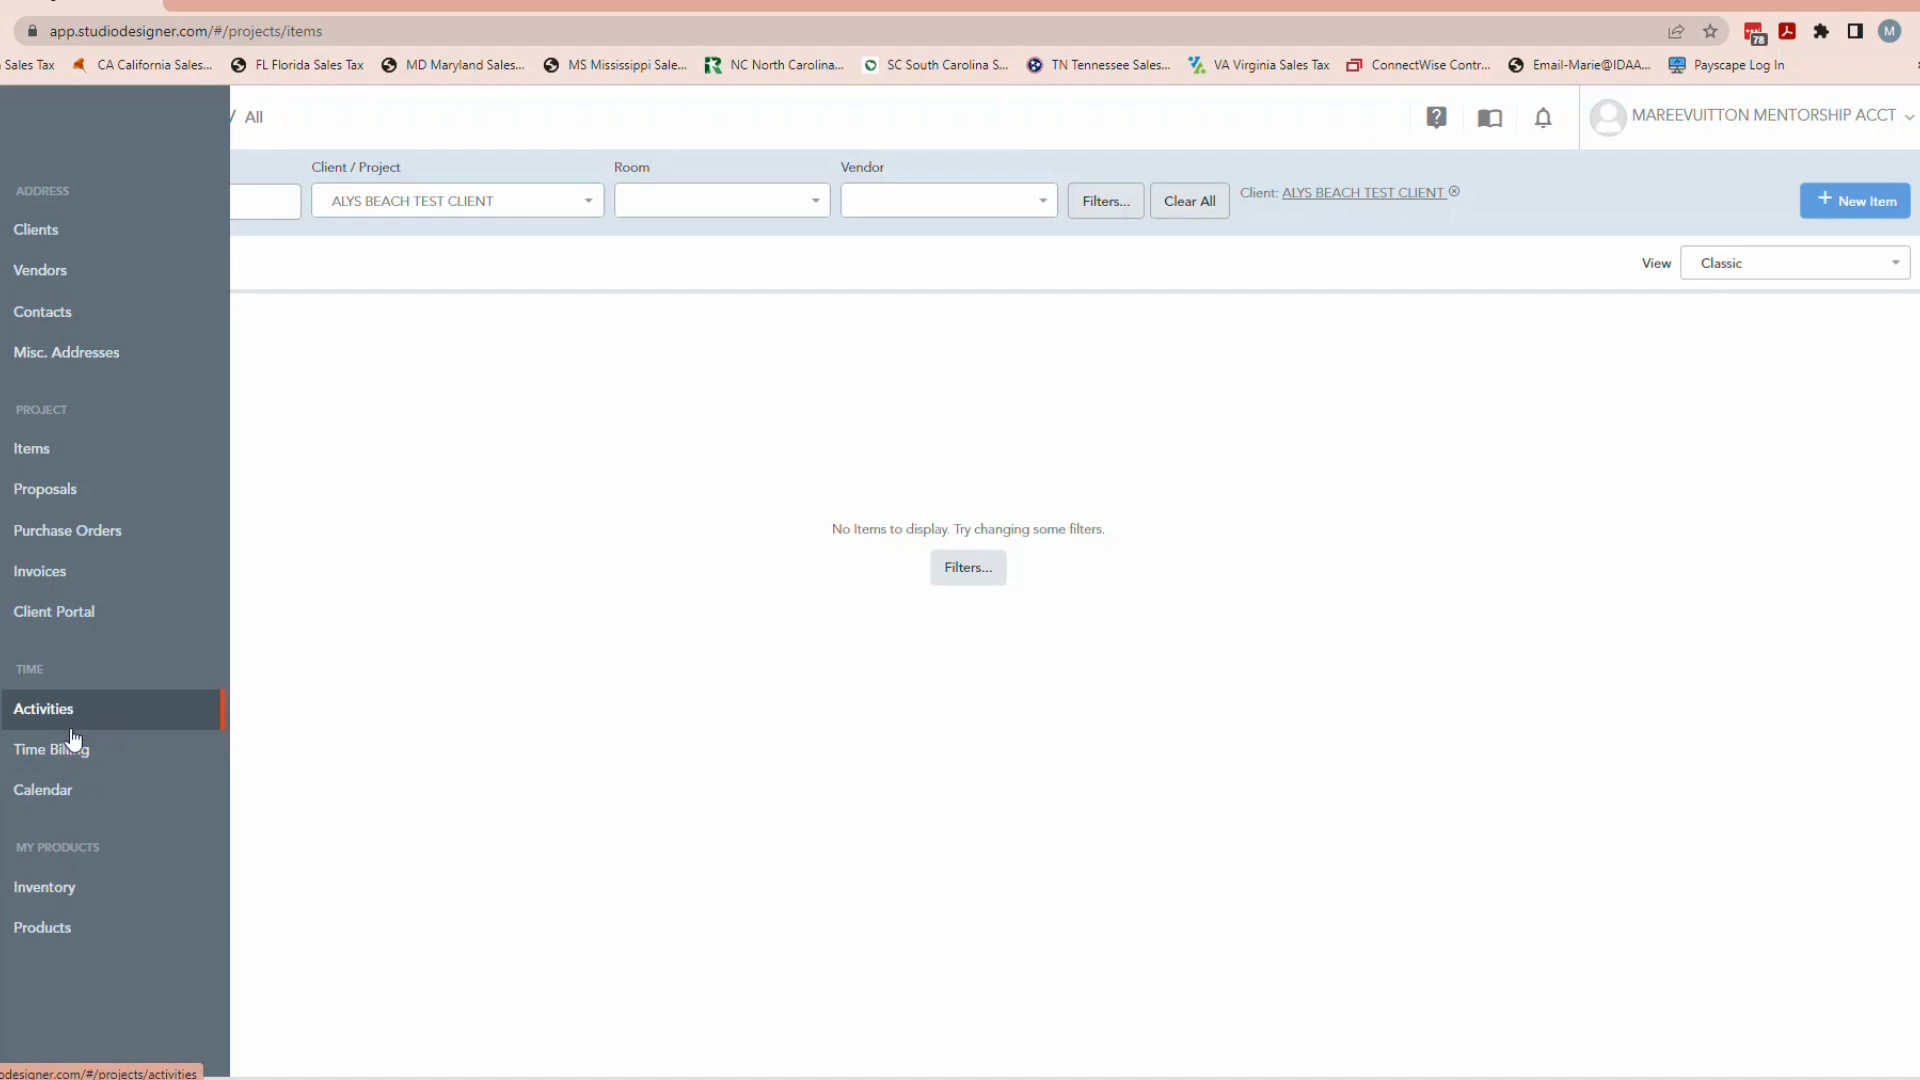 app.studiodesigner.com/#/projects/items
78
M
Sales Tax
CA California Sales...
FL Florida Sales Tax
MD Maryland Sales...
MS Mississippi Sale...
NC North Carolina...
SC South Carolina S...
TN Tennessee Sales...
VA Virginia Sales Tax
ConnectWise Contr...
Email-Marie@IDAA...
Payscape Log In
/ All
MAREEVUITTON MENTORSHIP ACCT
Client / Project
Room
Vendor
ALYS BEACH TEST CLIENT
Filters...
Clear All
Client: ALYS BEACH TEST CLIENT
+ New Item
View
Classic
ADDRESS
Clients
Vendors
Contacts
Misc. Addresses
PROJECT
Items
Proposals
Purchase Orders
Invoices
Client Portal
TIME
Activities
Time Billing
Calendar
MY PRODUCTS
Inventory
Products
No Items to display. Try changing some filters.
Filters...
odesigner.com/#/projects/activities